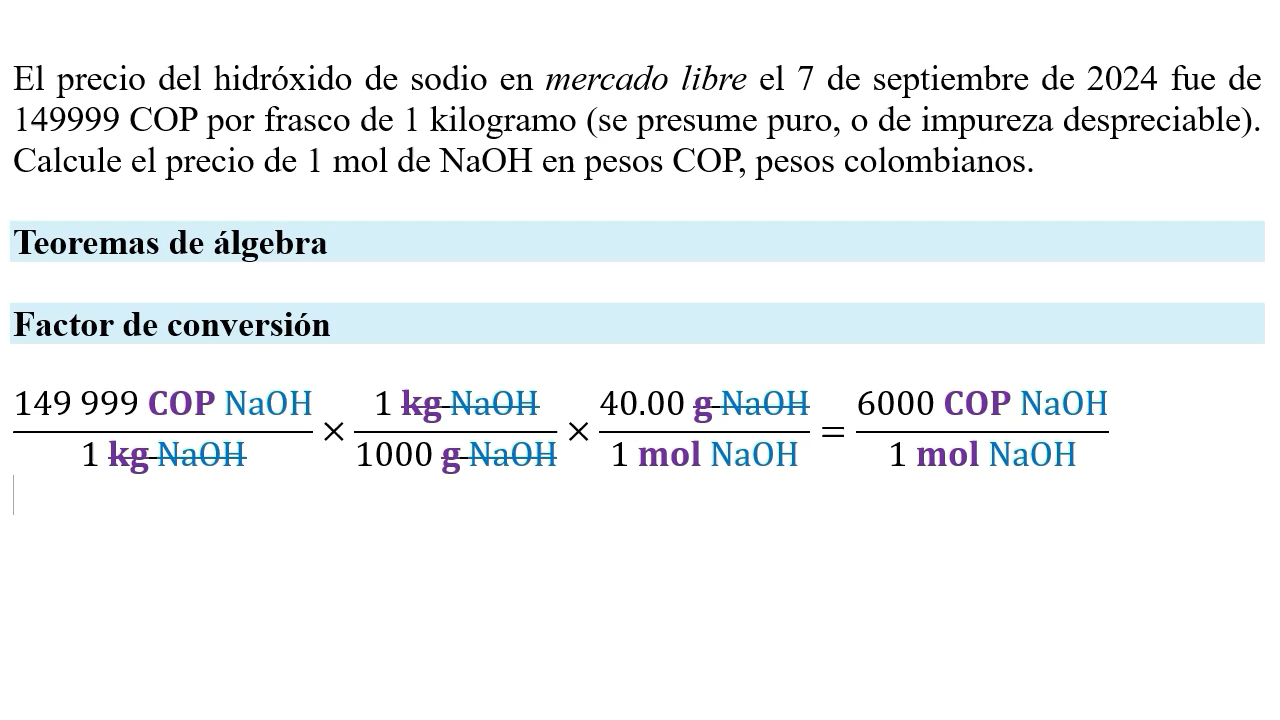 El precio del hidróxido de sodio en mercado libre el 7 de septiembre de 2024 fue de
149999 COP por frasco de 1 kilogramo (se presume puro, o de impureza despreciable).
Calcule el precio de 1 mol de NaOH en pesos COP, pesos colombianos.
Teoremas de álgebra
Factor de conversión
149 999 COP NaOH / 1 kg NaOH × 1 kg NaOH / 1000 g NaOH × 40.00 g NaOH / 1 mol NaOH = 6000 COP NaOH / 1 mol NaOH